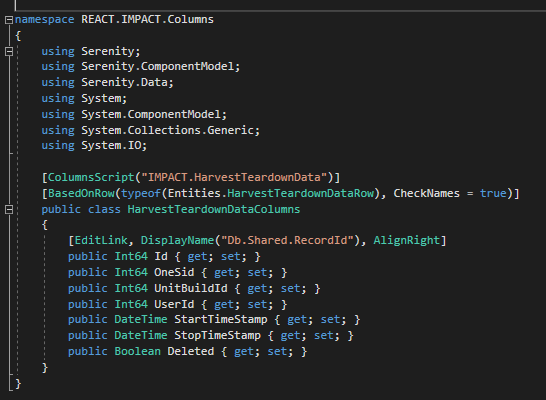 namespace REACT.IMPACT.Columns
{
    using Serenity;
    using Serenity.ComponentModel;
    using Serenity.Data;
    using System;
    using System.ComponentModel;
    using System.Collections.Generic;
    using System.IO;

    [ColumnsScript("IMPACT.HarvestTeardownData")]
    [BasedOnRow(typeof(Entities.HarvestTeardownDataRow), CheckNames = true)]
    public class HarvestTeardownDataColumns
    {
        [EditLink, DisplayName("Db.Shared.RecordId"), AlignRight]
        public Int64 Id { get; set; }
        public Int64 OneSid { get; set; }
        public Int64 UnitBuildId { get; set; }
        public Int64 UserId { get; set; }
        public DateTime StartTimeStamp { get; set; }
        public DateTime StopTimeStamp { get; set; }
        public Boolean Deleted { get; set; }
    }
}